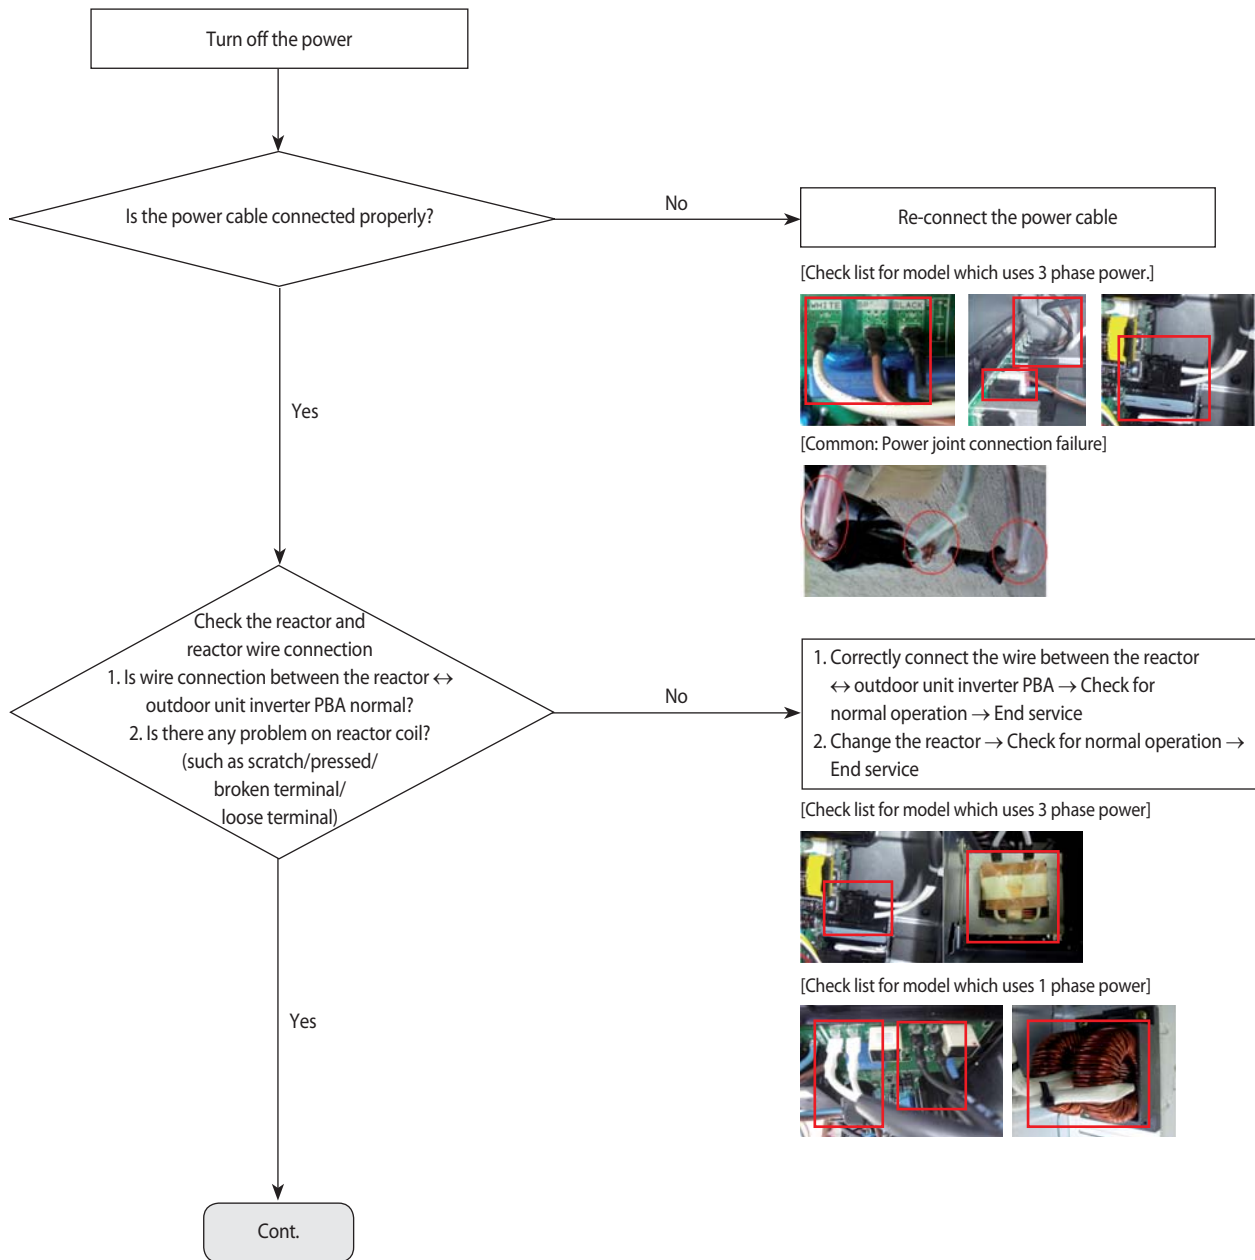 Turn off the power
Is the power cable connected properly?
No
Re-connect the power cable
[Check list for model which uses 3 phase power.]
WHITE
BLACK
[Common: Power joint connection failure]
Yes
Check the reactor and
reactor wire connection
1. Is wire connection between the reactor ↔
outdoor unit inverter PBA normal?
2. Is there any problem on reactor coil?
(such as scratch/pressed/
broken terminal/
loose terminal)
No
1. Correctly connect the wire between the reactor
↔ outdoor unit inverter PBA → Check for
normal operation → End service
2. Change the reactor → Check for normal operation →
End service
[Check list for model which uses 3 phase power]
[Check list for model which uses 1 phase power]
Yes
Cont.